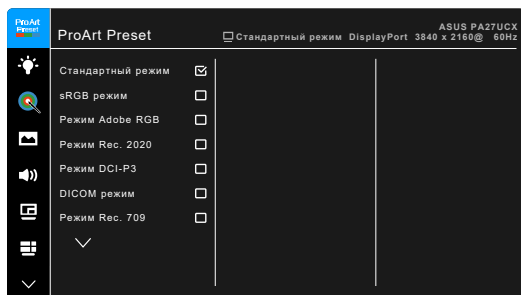 ProArt
Preset
ProArt Preset
ASUS PA27UCX
Стандартный режим DisplayPort 3840 x 2160@ 60Hz
Стандартный режим
sRGB режим
Режим Adobe RGB
Режим Rec. 2020
Режим DCI-P3
DICOM режим
Режим Rec. 709